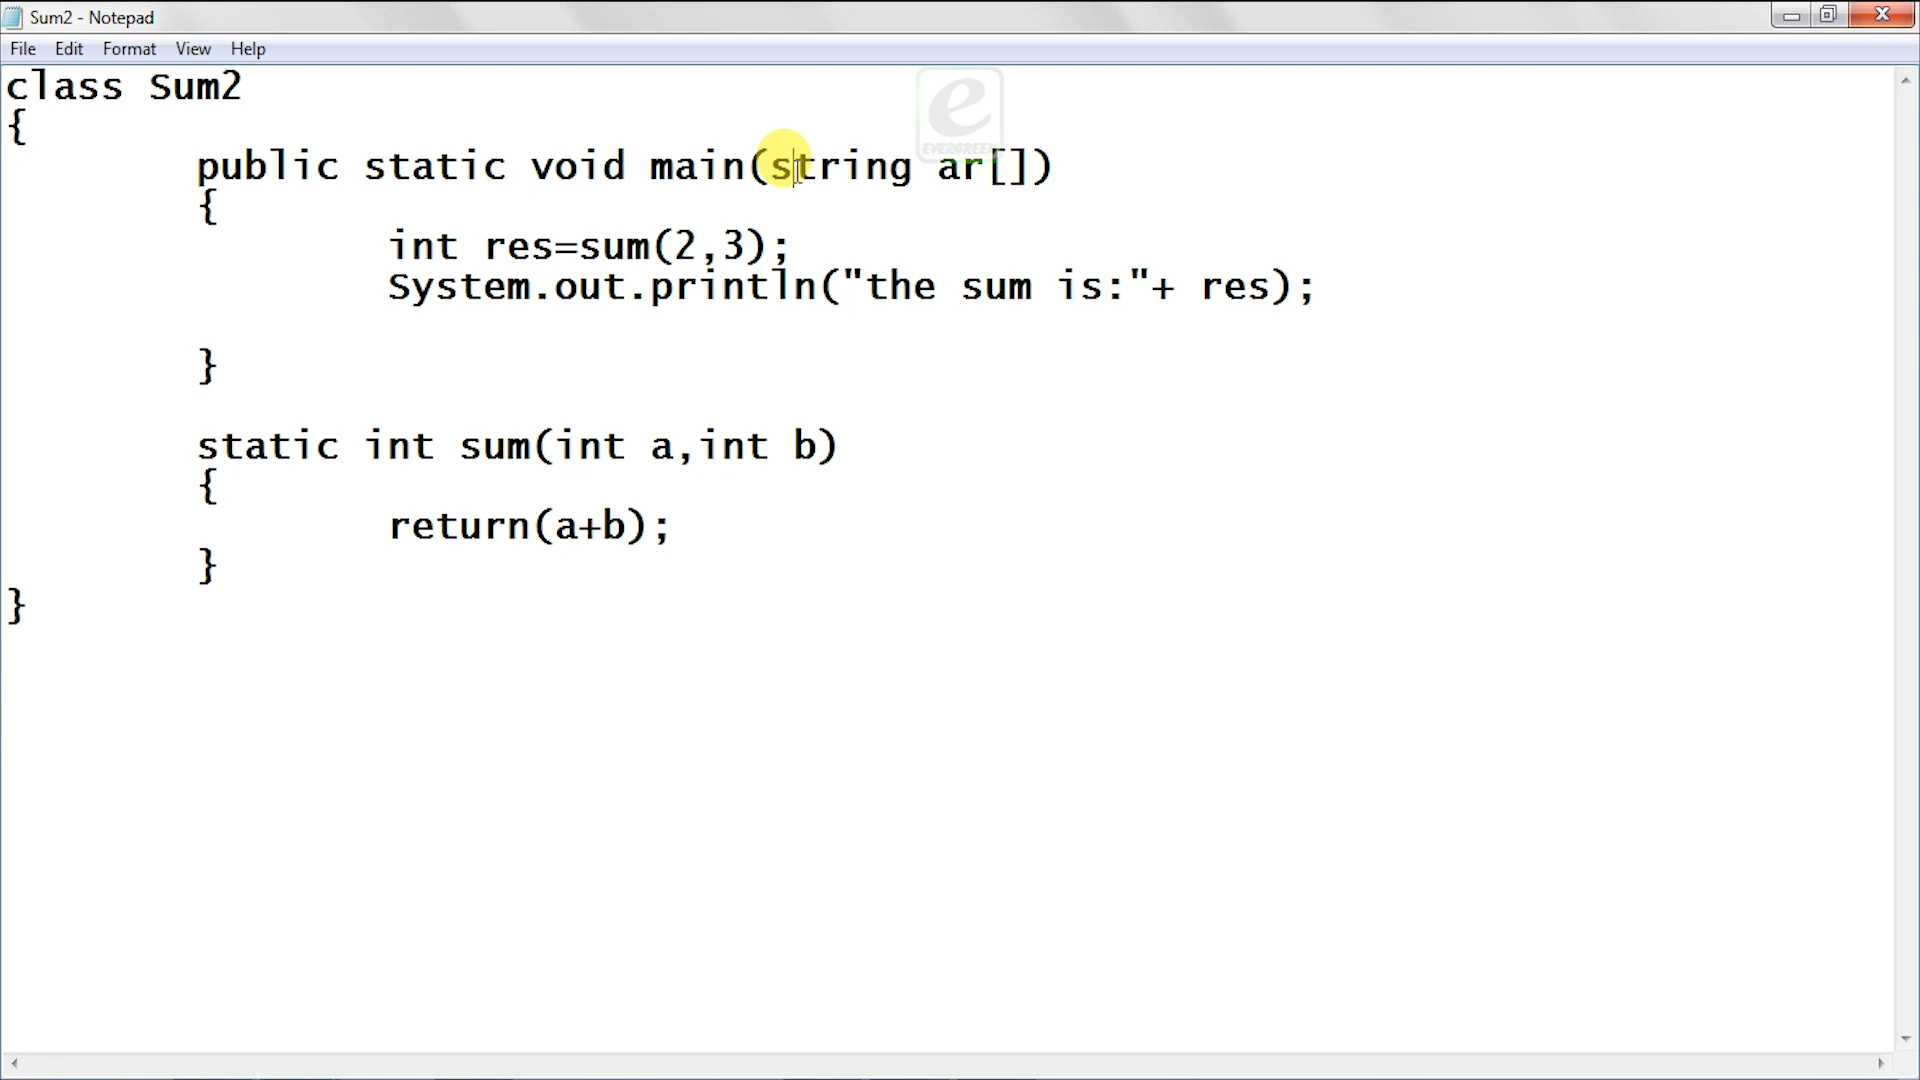 Sum2 - Notepad
File Edit Format View Help
class Sum2
{
public static void main(string ar[])
{
int res=sum(2,3);
System.out.println("the sum is:"+ res);
}
static int sum(int a,int b)
{
return(a+b);
}
}
e
EVERGREEN